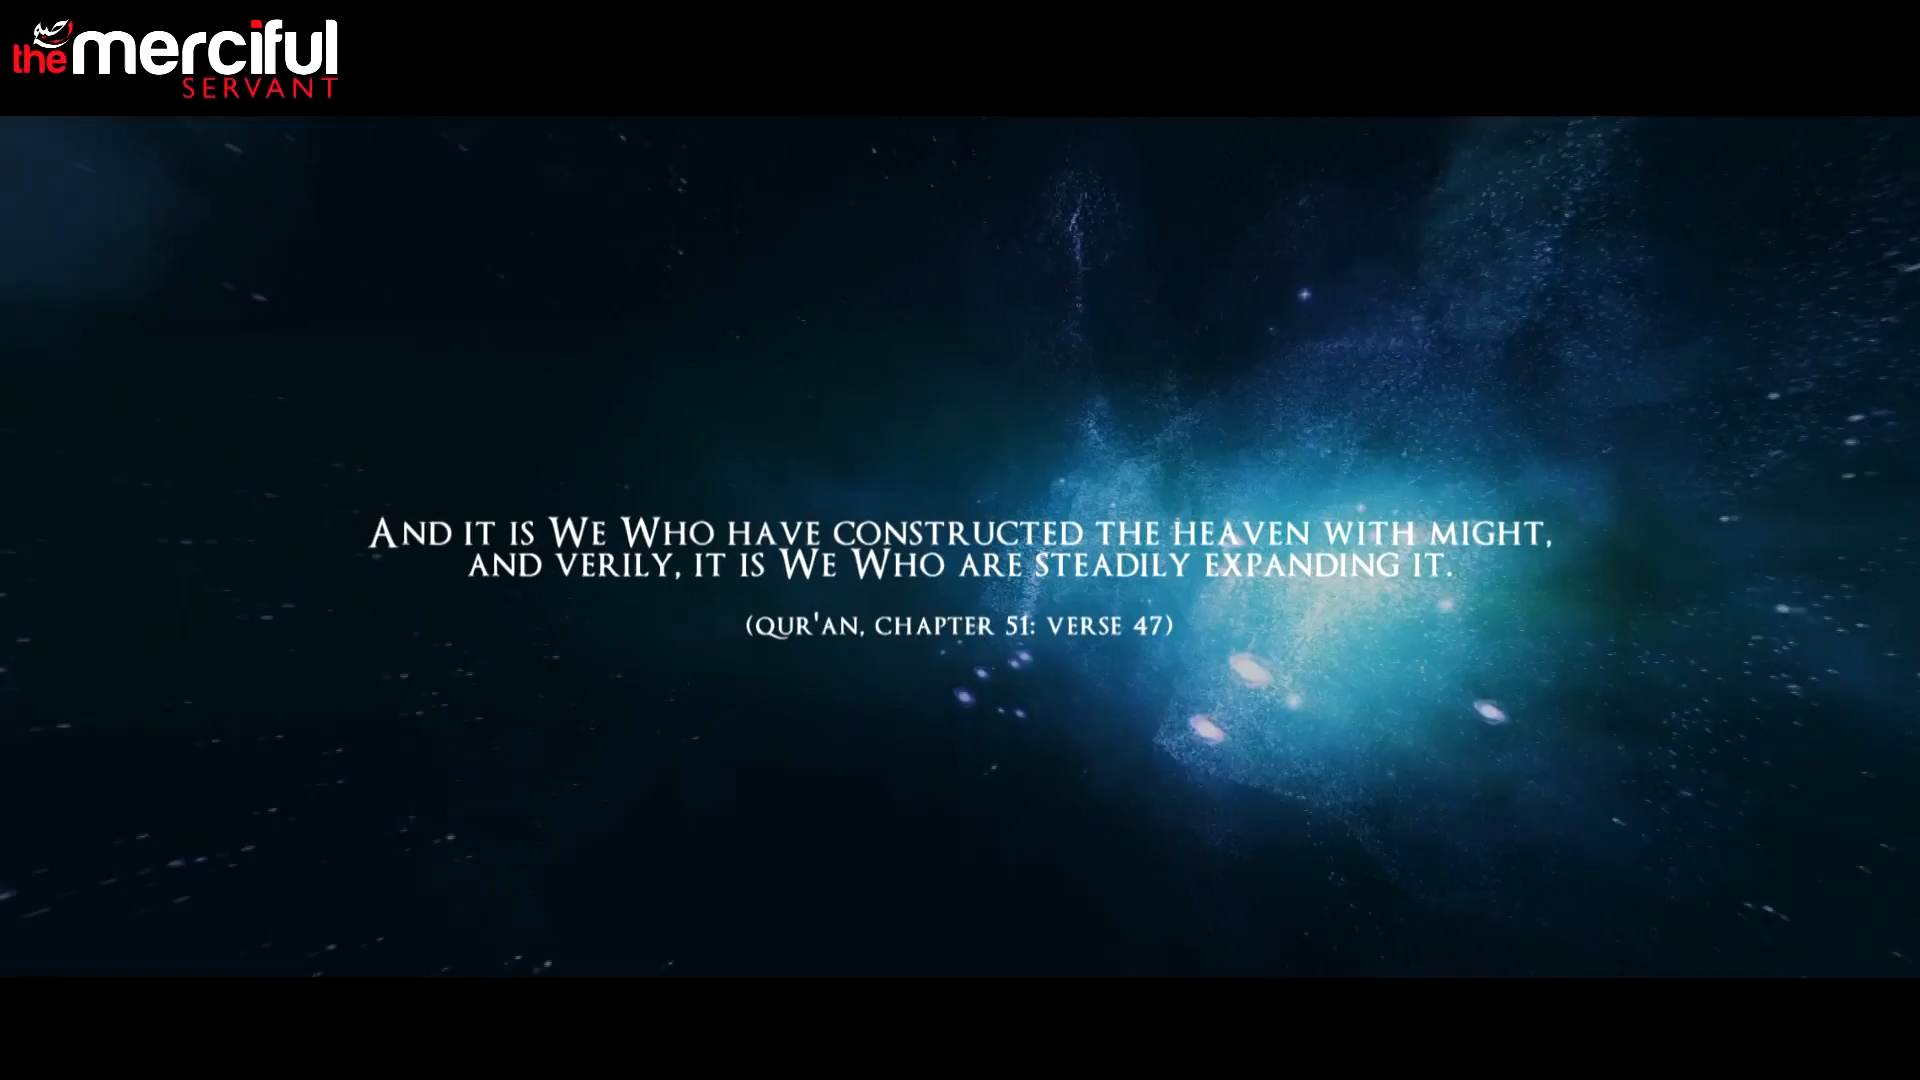 the merciful
SERVANT
AND IT IS WE WHO HAVE CONSTRUCTED THE HEAVEN WITH MIGHT,
AND VERILY, IT IS WE WHO ARE STEADILY EXPANDING IT.
(QUR'AN, CHAPTER 51: VERSE 47)